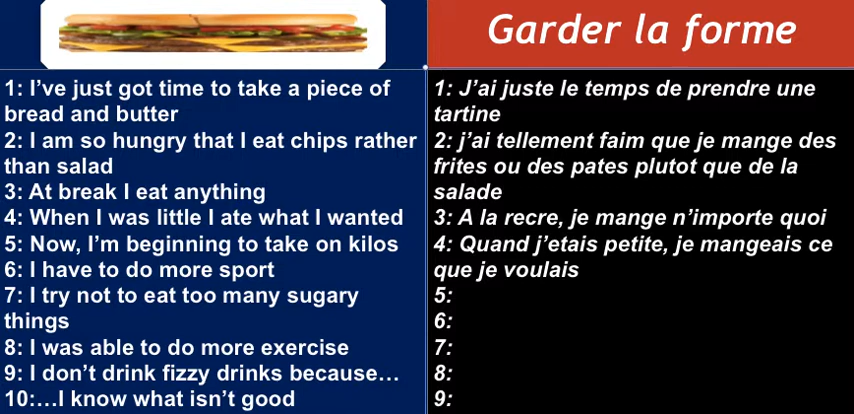 Garder la forme
1: I’ve just got time to take a piece of
bread and butter
2: I am so hungry that I eat chips rather
than salad
3: At break I eat anything
4: When I was little I ate what I wanted
5: Now, I’m beginning to take on kilos
6: I have to do more sport
7: I try not to eat too many sugary
things
8: I was able to do more exercise
9: I don’t drink fizzy drinks because…
10:…I know what isn’t good
1: J’ai juste le temps de prendre une
tartine
2: j’ai tellement faim que je mange des
frites ou des pates plutot que de la
salade
3: A la recre, je mange n’importe quoi
4: Quand j’etais petite, je mangeais ce
que je voulais
5:
6:
7:
8:
9: